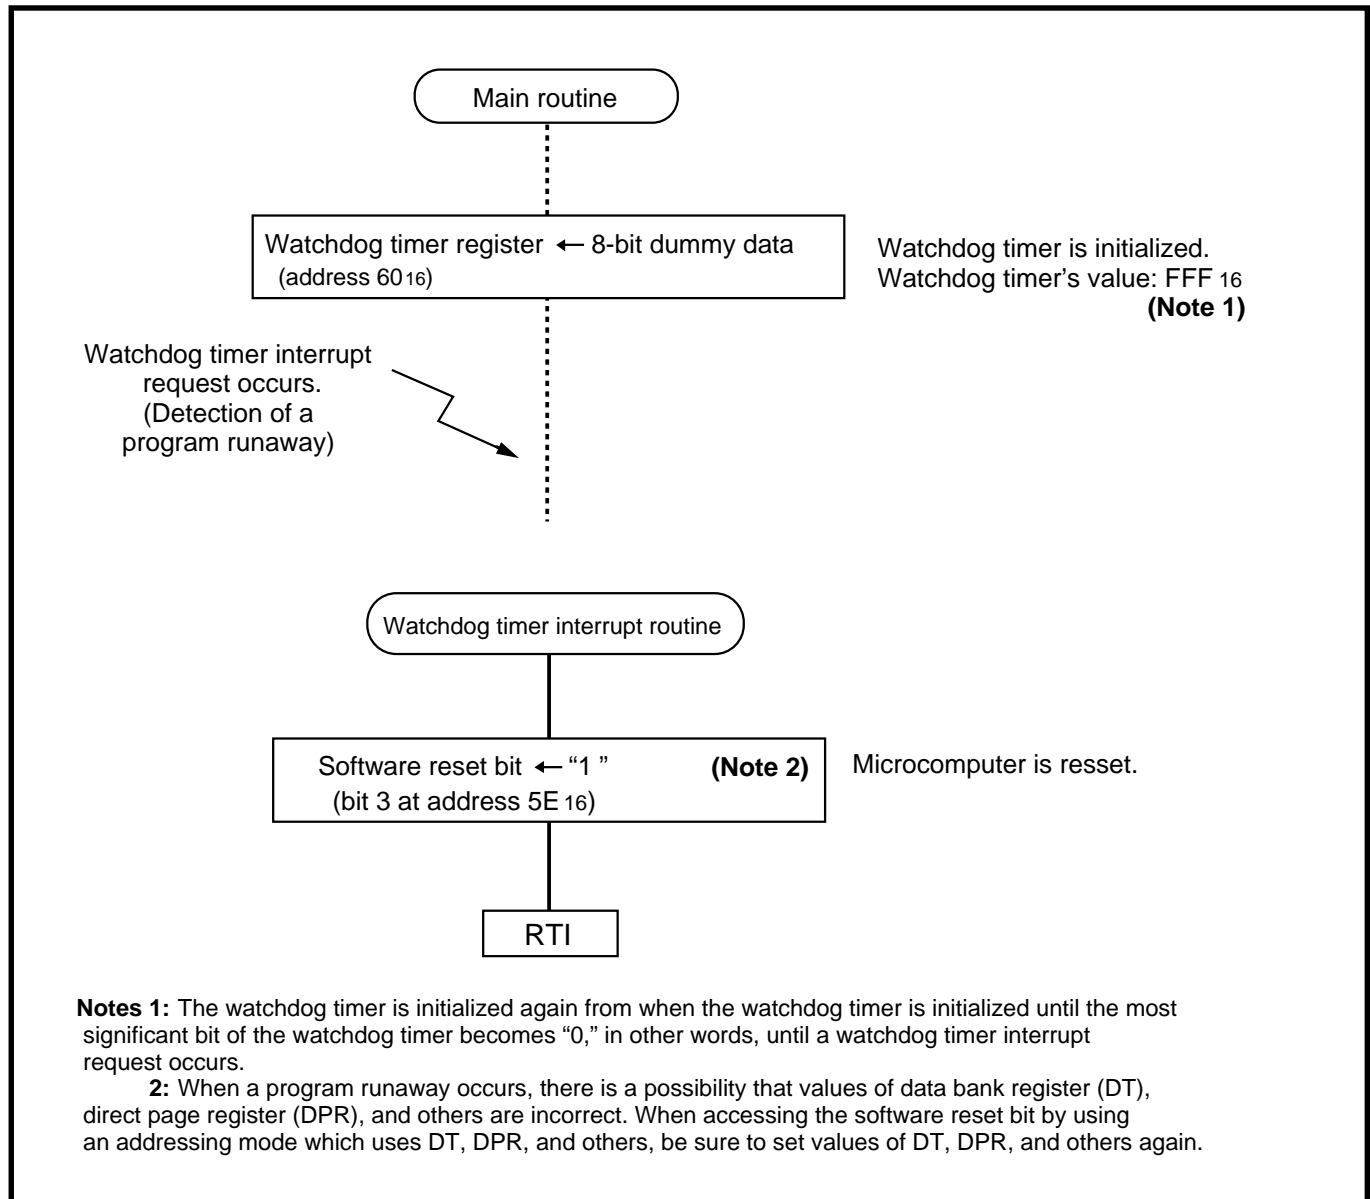 Main routine
Watchdog timer register ← 8-bit dummy data
(address 6016)
Watchdog timer is initialized.
Watchdog timer’s value: FFF 16
(Note 1)
Watchdog timer interrupt
request occurs.
(Detection of a
program runaway)
Watchdog timer interrupt routine
Software reset bit ← “1 ” (Note 2)
(bit 3 at address 5E 16)
Microcomputer is resset.
RTI
Notes 1: The watchdog timer is initialized again from when the watchdog timer is initialized until the most
significant bit of the watchdog timer becomes “0,” in other words, until a watchdog timer interrupt
request occurs.
2: When a program runaway occurs, there is a possibility that values of data bank register (DT),
direct page register (DPR), and others are incorrect. When accessing the software reset bit by using
an addressing mode which uses DT, DPR, and others, be sure to set values of DT, DPR, and others again.